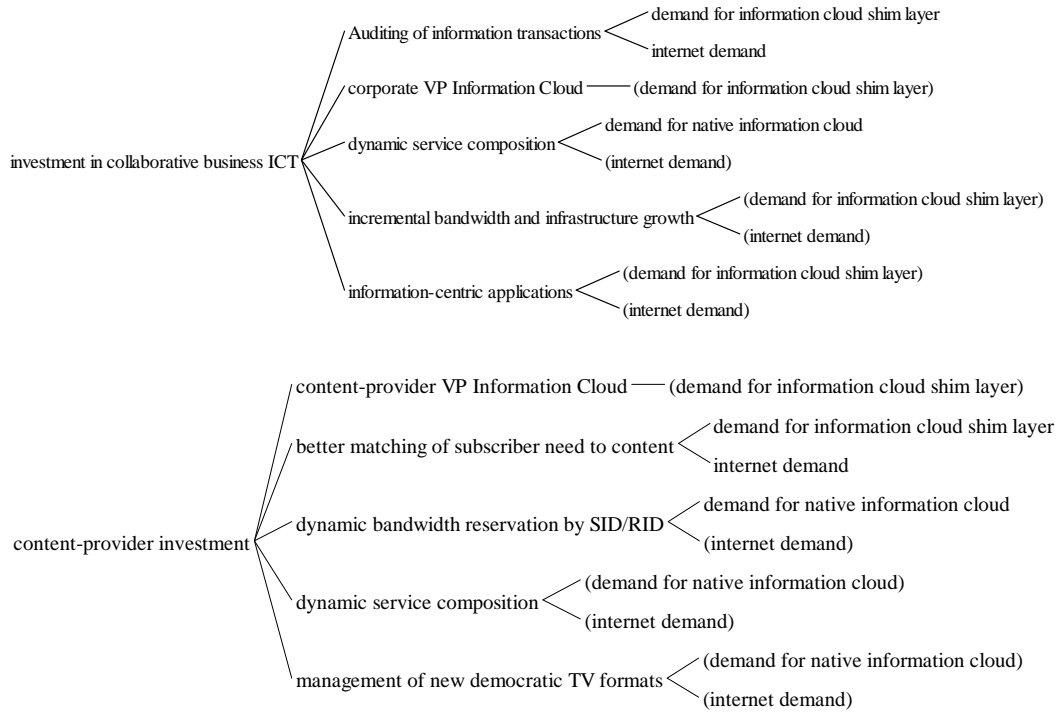 demand for information cloud shim layer
Auditing of information transactions
internet demand
corporate VP Information Cloud
(demand for information cloud shim layer)
demand for native information cloud
dynamic service composition
(internet demand)
investment in collaborative business ICT
(demand for information cloud shim layer)
incremental bandwidth and infrastructure growth
(internet demand)
(demand for information cloud shim layer)
information-centric applications
(internet demand)
content-provider VP Information Cloud
(demand for information cloud shim layer)
demand for information cloud shim layer
better matching of subscriber need to content
internet demand
demand for native information cloud
dynamic bandwidth reservation by SID/RID
(internet demand)
content-provider investment
(demand for native information cloud)
dynamic service composition
(internet demand)
(demand for native information cloud)
management of new democratic TV formats
(internet demand)